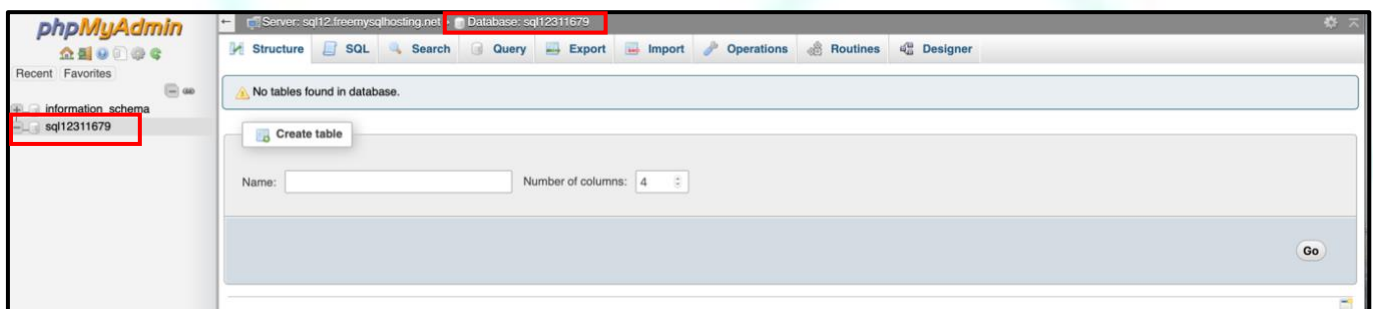 phpMyAdmin
Recent Favorites
information_schema
sql12311679
Server: sql12.freemysqlhosting.net » Database: sql12311679
Structure SQL Search Query Export Import Operations Routines Designer
No tables found in database.
Create table
Name: Number of columns: 4
Go